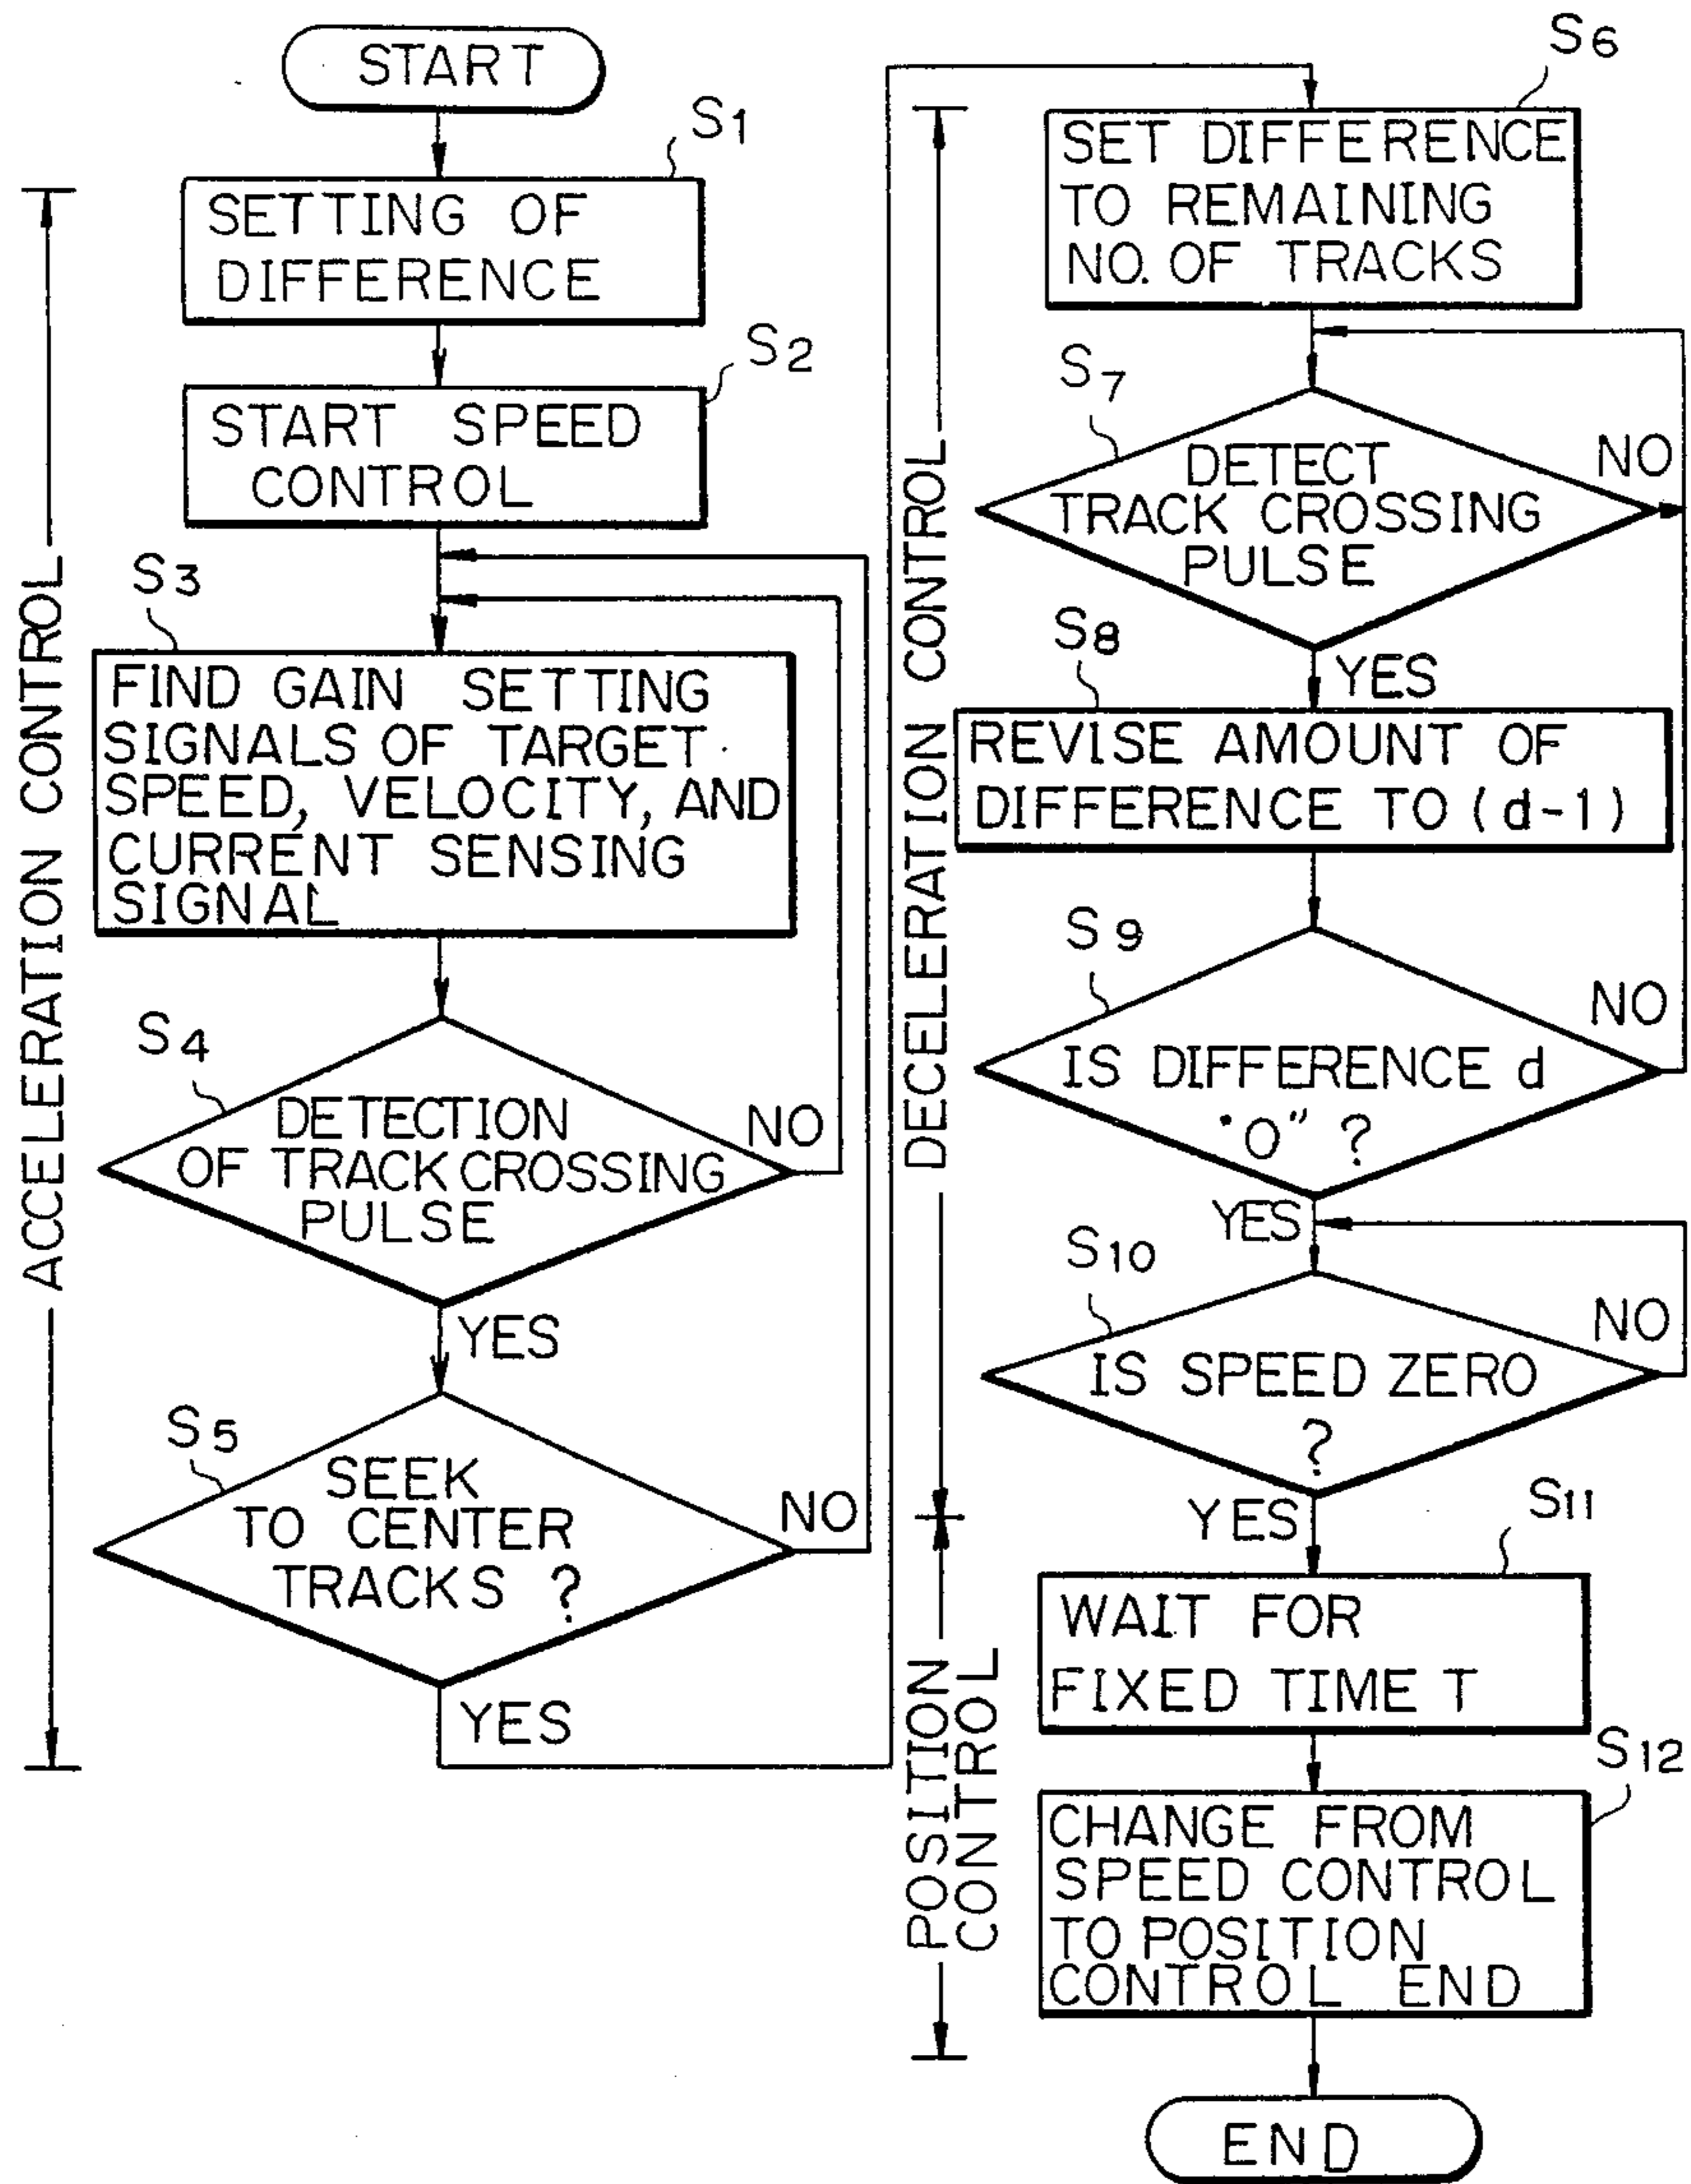 START
S1
SETTING OF
DIFFERENCE
S2
START SPEED
CONTROL
S3
FIND GAIN SETTING
SIGNALS OF TARGET
SPEED, VELOCITY, AND
CURRENT SENSING
SIGNAL
S4
DETECTION
OF TRACK CROSSING
PULSE
NO
YES
S5
SEEK
TO CENTER
TRACKS ?
NO
YES
ACCELERATION CONTROL
S6
SET DIFFERENCE
TO REMAINING
NO. OF TRACKS
S7
DETECT
TRACK CROSSING
PULSE
NO
YES
S8
REVISE AMOUNT OF
DIFFERENCE TO (d-1)
S9
IS DIFFERENCE d
"0" ?
NO
YES
S10
IS SPEED ZERO
?
NO
YES
DECELERATION CONTROL
S11
WAIT FOR
FIXED TIME T
S12
CHANGE FROM
SPEED CONTROL
TO POSITION
CONTROL END
POSITION
CONTROL
END